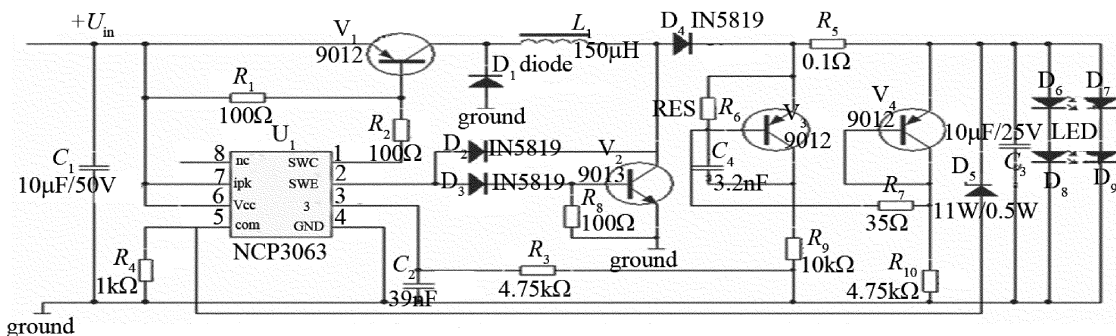 +Uin
V1
9012
L1
150μH
D4 IN5819
R5
0.1Ω
D1 diode
ground
R1
100Ω
R2
100Ω
U1
C1
10μF/50V
8 nc SWC 1
7 ipk SWE 2
6 Vcc 3 3
5 com GND 4
NCP3063
D2 IN5819
D3 IN5819
V2
9013
R8
100Ω
ground
RES R6
V3
9012
C4
3.2nF
V4
9012
10μF/25V
C3
LED
D6
D7
D8
D9
D5
11W/0.5W
R7
35Ω
R9
10kΩ
R10
4.75kΩ
R4
1kΩ
C2
39nF
R3
4.75kΩ
ground